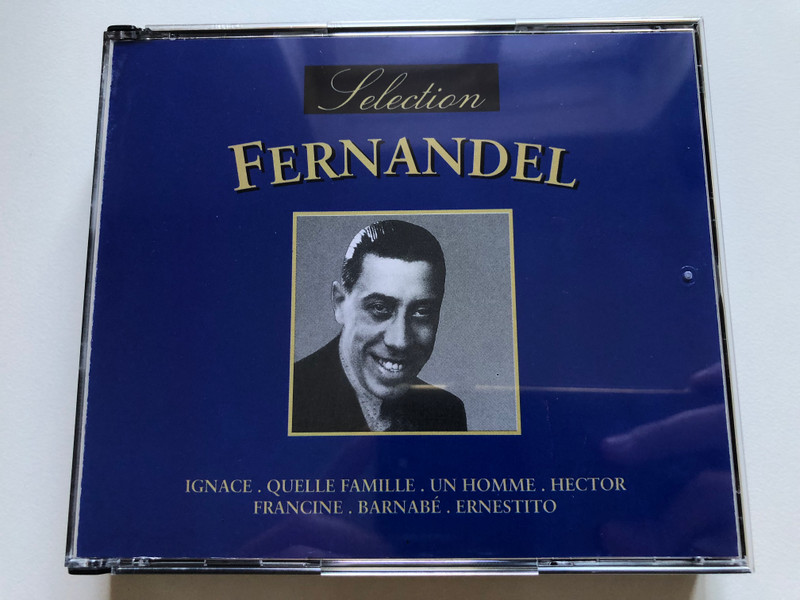 Selection
FERNANDEL
IGNACE . QUELLE FAMILLE . UN HOMME . HECTOR
FRANCINE . BARNABÉ . ERNESTITO